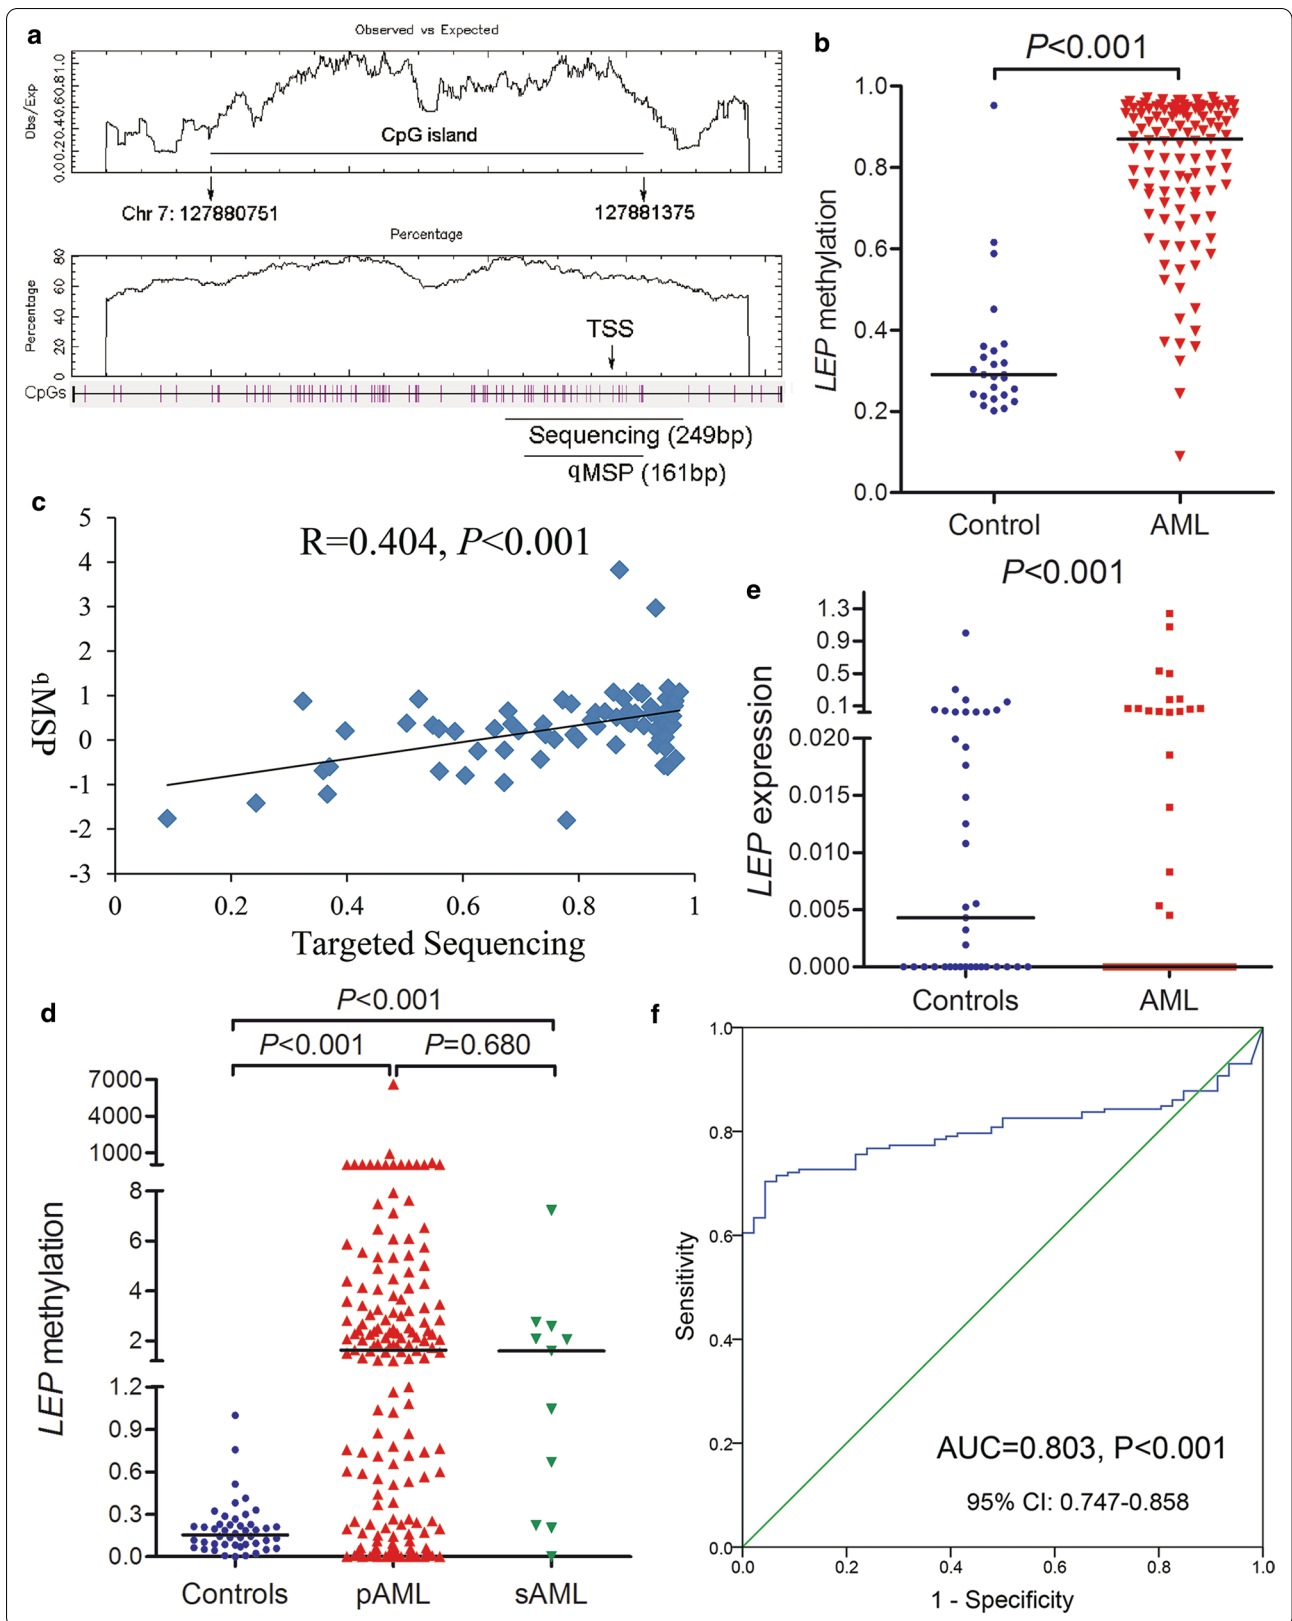 a
Observed vs Expected
Obs/Exp
0.00.20.40.60.81.0
CpG island
Chr 7: 127880751
127881375
Percentage
Percentage
80
60
40
20
0
TSS
CpGs
Sequencing (249bp)
qMSP (161bp)
b
P<0.001
LEP methylation
1.0
0.8
0.6
0.4
0.2
0.0
Control
AML
c
R=0.404, P<0.001
qMSP
5
4
3
2
1
0
-1
-2
-3
0
0.2
0.4
0.6
0.8
1
Targeted Sequencing
e
P<0.001
LEP expression
1.3
0.9
0.5
0.1
0.020
0.015
0.010
0.005
0.000
Controls
AML
d
P<0.001
P<0.001
P=0.680
LEP methylation
7000
4000
1000
8
6
4
2
1.2
0.9
0.6
0.3
0.0
Controls
pAML
sAML
f
Sensitivity
1.0
0.8
0.6
0.4
0.2
0.0
AUC=0.803, P<0.001
95% CI: 0.747-0.858
0.0
0.2
0.4
0.6
0.8
1.0
1 - Specificity